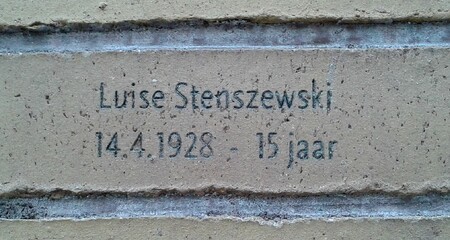 Luise Stenszewski
14.4.1928 - 15 jaar